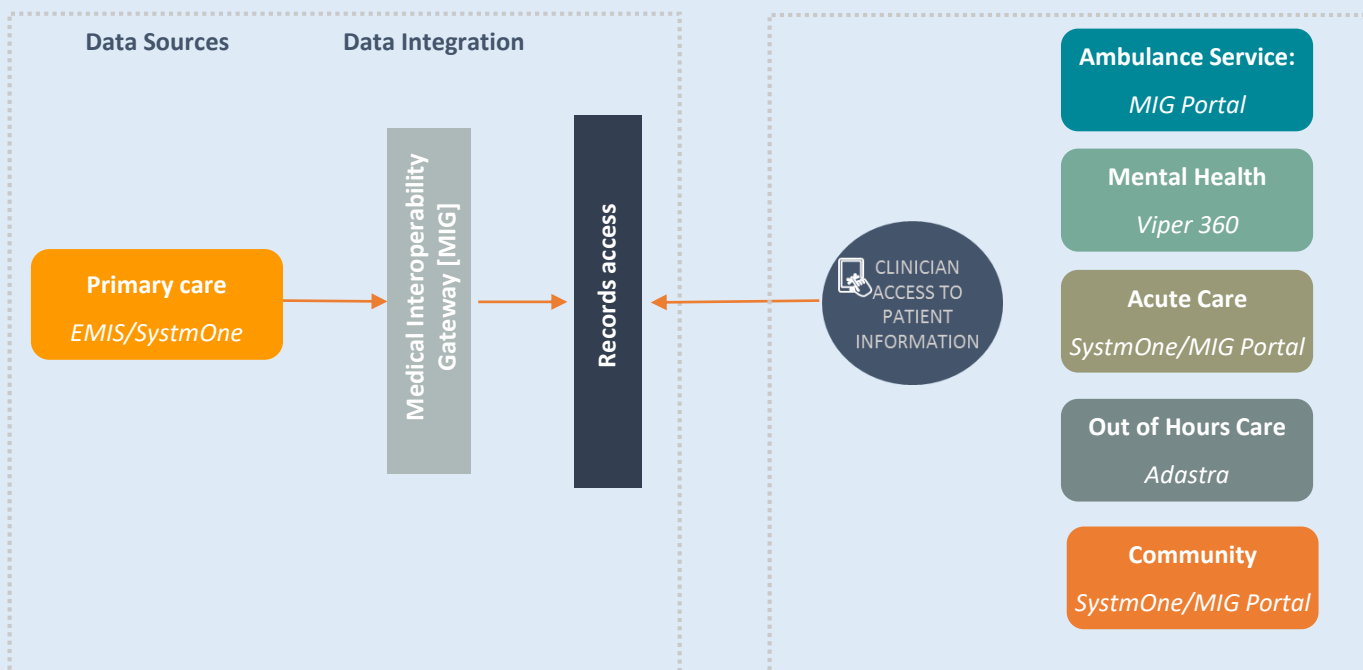 Data Sources
Data Integration
Primary care
EMIS/SystmOne
Medical Interoperability
Gateway [MIG]
Records access
CLINICIAN
ACCESS TO
PATIENT
INFORMATION
Ambulance Service:
MIG Portal
Mental Health
Viper 360
Acute Care
SystmOne/MIG Portal
Out of Hours Care
Adastra
Community
SystmOne/MIG Portal